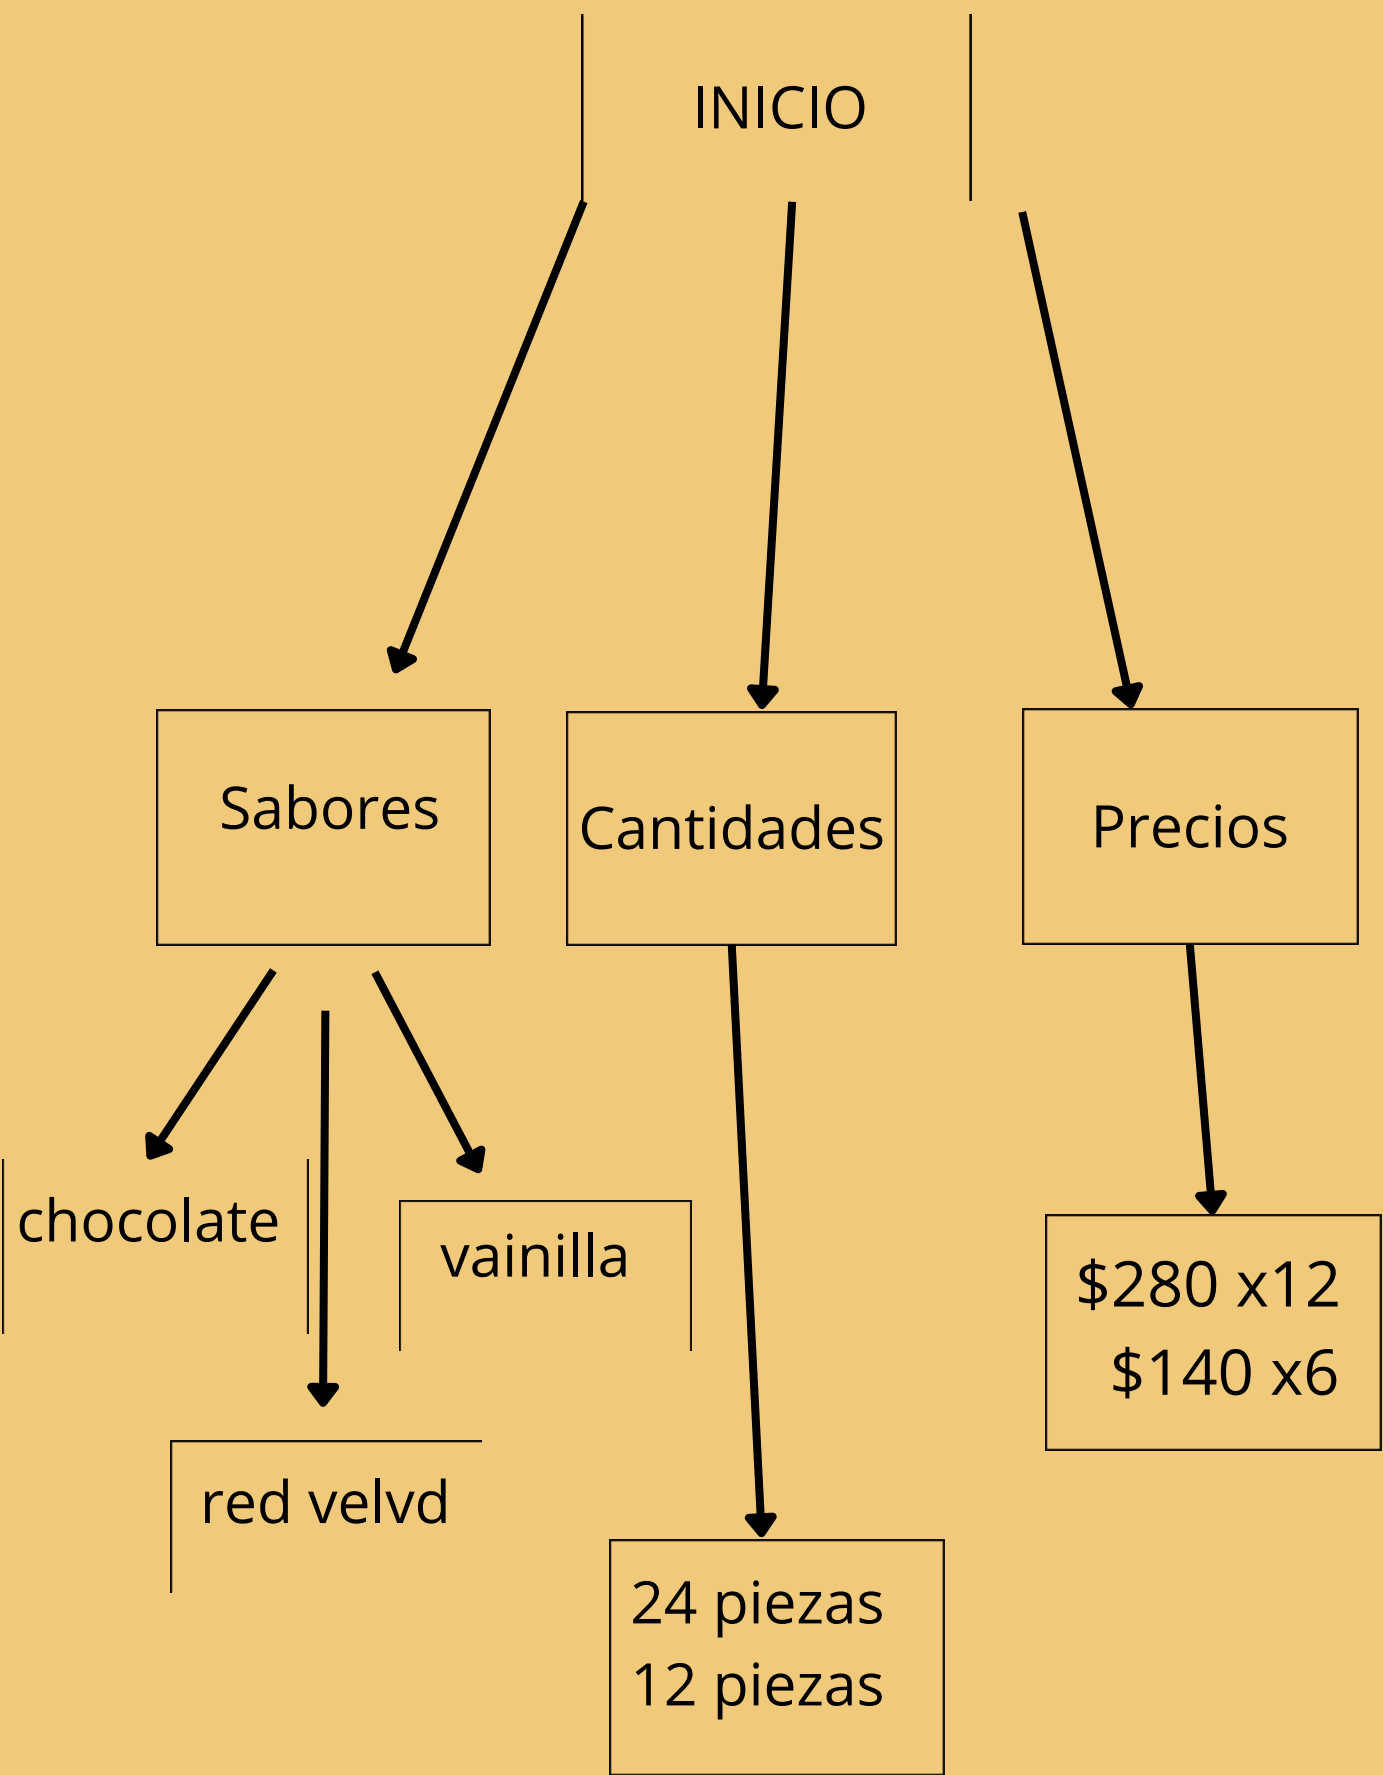 INICIO
Sabores
Cantidades
Precios
chocolate
vainilla
red velvd
$280 x12
$140 x6
24 piezas
12 piezas